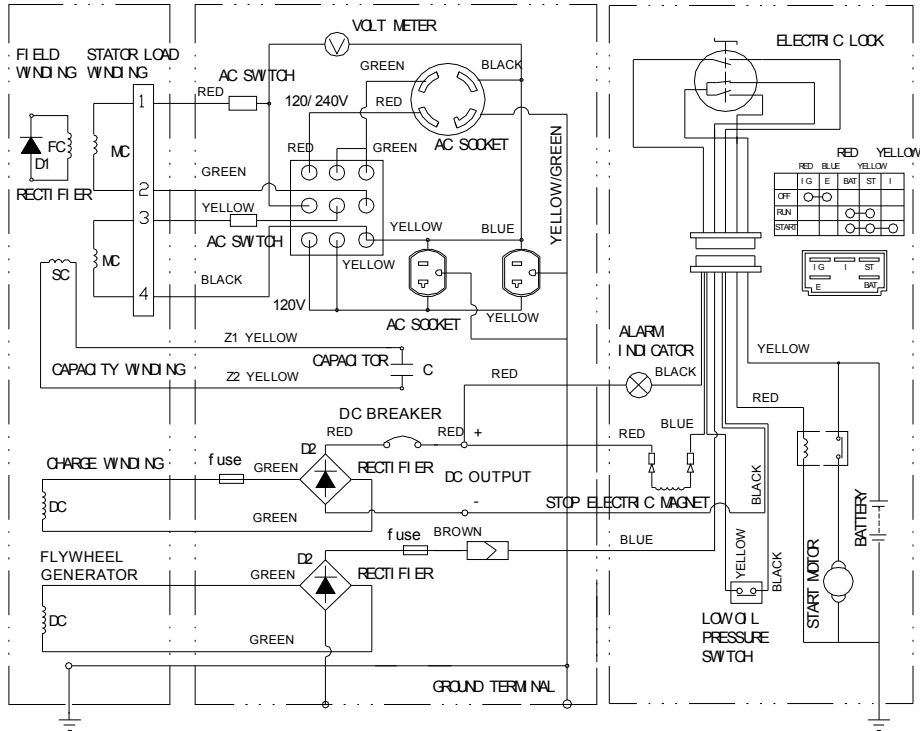 VOLT METER
ELECTRIC LOCK
FIELD WINDING
STATOR LOAD WINDING
RED
AC SWITCH
GREEN
BLACK
120/240V
RED
1
D1
FC
MC
RECTIFIER
RED
GREEN
AC SOCKET
YELLOW/GREEN
RED YELLOW
RED BLUE YELLOW
IG E BAT ST I
OFF
RUN
START
2
GREEN
3
YELLOW
AC SWITCH
YELLOW
BLUE
IG I ST
E BAT
MC
SC
BLACK
YELLOW
4
120V
YELLOW
AC SOCKET
Z1 YELLOW
CAPACITY WINDING
CAPACITOR
C
Z2 YELLOW
ALARM INDICATOR
YELLOW
RED
BLACK
DC BREAKER
RED
RED +
RED
BLUE
RED
D2
CHARGE WINDING
fuse
GREEN
RECTIFIER
DC OUTPUT
DC
GREEN
-
STOP ELECTRIC MAGNET
BLACK
BATTERY
FLYWHEEL GENERATOR
D2
fuse
BROWN
BLUE
GREEN
RECTIFIER
YELLOW
BLACK
START MOTOR
DC
GREEN
LOW OIL PRESSURE SWITCH
GROUND TERMINAL